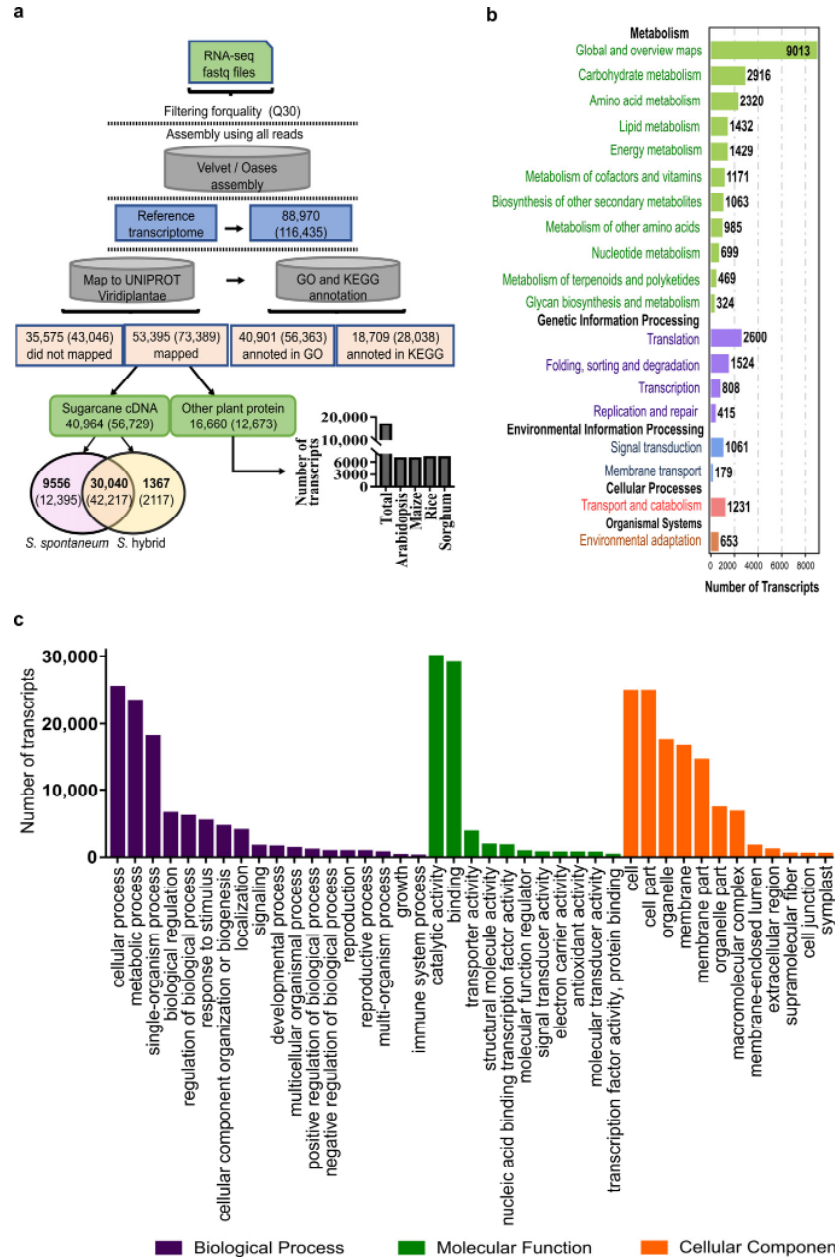 a
RNA-seq
fastq files
Filtering forquality (Q30)
Assembly using all reads
Velvet / Oases
assembly
Reference
transcriptome
88,970
(116,435)
Map to UNIPROT
Viridiplantae
GO and KEGG
annotation
35,575 (43,046)
did not mapped
53,395 (73,389)
mapped
40,901 (56,363)
annoted in GO
18,709 (28,038)
annoted in KEGG
Sugarcane cDNA
40,964 (56,729)
Other plant protein
16,660 (12,673)
9556
(12,395)
30,040
(42,217)
1367
(2117)
S. spontaneum
S. hybrid
Number of
transcripts
20,000
10,000
6000
3000
0
Total
Arabidopsis
Maize
Rice
Sorghum
b
Metabolism
Global and overview maps 9013
Carbohydrate metabolism 2916
Amino acid metabolism 2320
Lipid metabolism 1432
Energy metabolism 1429
Metabolism of cofactors and vitamins 1171
Biosynthesis of other secondary metabolites 1063
Metabolism of other amino acids 985
Nucleotide metabolism 699
Metabolism of terpenoids and polyketides 469
Glycan biosynthesis and metabolism 324
Genetic Information Processing
Translation 2600
Folding, sorting and degradation 1524
Transcription 808
Replication and repair 415
Environmental Information Processing
Signal transduction 1061
Membrane transport 179
Cellular Processes
Transport and catabolism 1231
Organismal Systems
Environmental adaptation 653
0 2000 4000 6000 8000
Number of Transcripts
c
Number of transcripts
30,000
20,000
10,000
0
cellular process
metabolic process
single-organism process
biological regulation
regulation of biological process
response to stimulus
cellular component organization or biogenesis
localization
signaling
developmental process
multicellular organismal process
positive regulation of biological process
negative regulation of biological process
reproduction
reproductive process
multi-organism process
growth
immune system process
catalytic activity
binding
transporter activity
structural molecule activity
nucleic acid binding transcription factor activity
molecular function regulator
signal transducer activity
electron carrier activity
antioxidant activity
molecular transducer activity
transcription factor activity, protein binding
cell
cell part
organelle
membrane
membrane part
organelle part
macromolecular complex
membrane-enclosed lumen
extracellular region
supramolecular fiber
cell junction
symplast
Biological Process
Molecular Function
Cellular Component